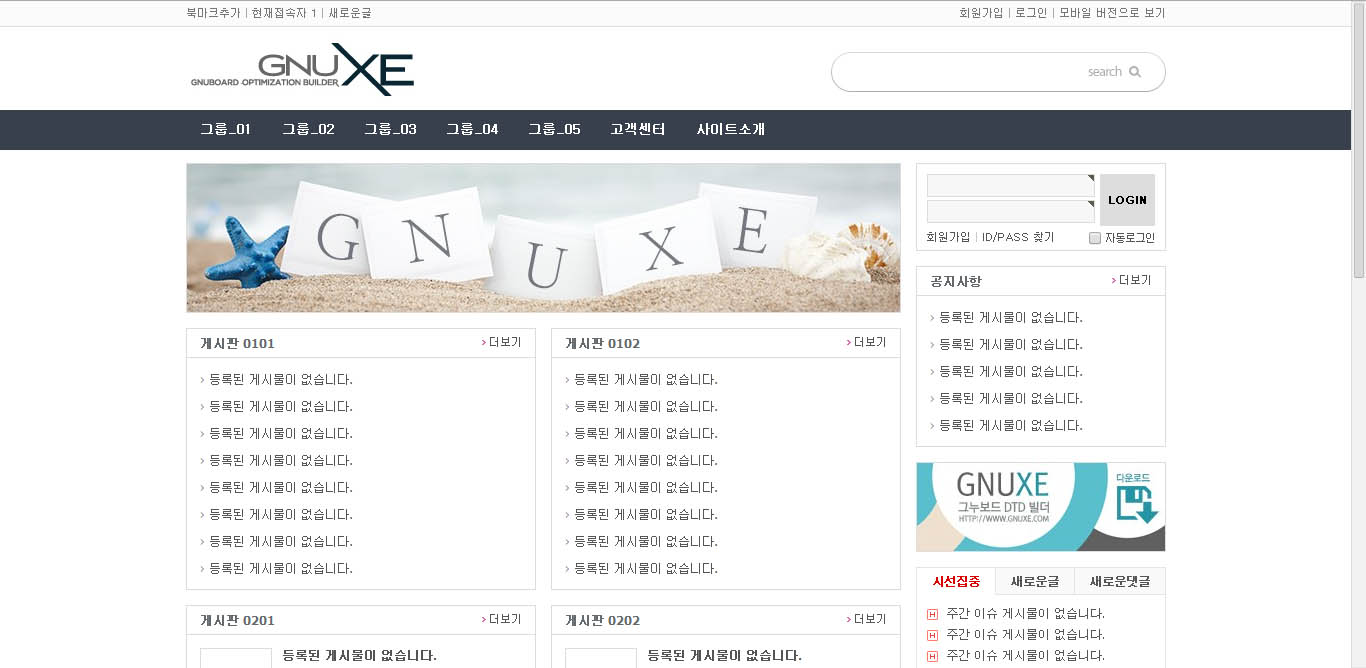 북마크추가 | 현재접속자 1 | 새로운글
회원가입 | 로그인 | 모바일 버전으로 보기
GNUXE
GNUBOARD OPTIMIZATION BUILDER
search
그룹_01 그룹_02 그룹_03 그룹_04 그룹_05 고객센터 사이트소개
G N U X E
LOGIN
회원가입 | ID/PASS 찾기 자동로그인
공지사항 > 더보기
> 등록된 게시물이 없습니다.
> 등록된 게시물이 없습니다.
> 등록된 게시물이 없습니다.
> 등록된 게시물이 없습니다.
> 등록된 게시물이 없습니다.
게시판 0101 > 더보기
> 등록된 게시물이 없습니다.
> 등록된 게시물이 없습니다.
> 등록된 게시물이 없습니다.
> 등록된 게시물이 없습니다.
> 등록된 게시물이 없습니다.
> 등록된 게시물이 없습니다.
> 등록된 게시물이 없습니다.
> 등록된 게시물이 없습니다.
게시판 0102 > 더보기
> 등록된 게시물이 없습니다.
> 등록된 게시물이 없습니다.
> 등록된 게시물이 없습니다.
> 등록된 게시물이 없습니다.
> 등록된 게시물이 없습니다.
> 등록된 게시물이 없습니다.
> 등록된 게시물이 없습니다.
> 등록된 게시물이 없습니다.
GNUXE
그누보드 DTD 빌더
HTTP://WWW.GNUXE.COM
다운로드
시선집중 새로운글 새로운댓글
H 주간 이슈 게시물이 없습니다.
H 주간 이슈 게시물이 없습니다.
H 주간 이슈 게시물이 없습니다.
게시판 0201 > 더보기
등록된 게시물이 없습니다.
게시판 0202 > 더보기
등록된 게시물이 없습니다.